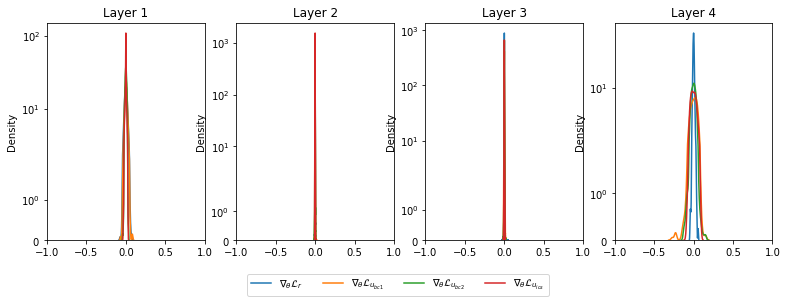 Layer 1 Layer 2 Layer 3 Layer 4
Density 10² 10¹ 10⁰ 0
Density 10³ 10² 10¹ 10⁰ 0
Density 10³ 10² 10¹ 10⁰ 0
Density 10¹ 10⁰ 0
−1.0 −0.5 0.0 0.5 1.0 −1.0 −0.5 0.0 0.5 1.0 −1.0 −0.5 0.0 0.5 1.0 −1.0 −0.5 0.0 0.5 1.0
∇θℒr ∇θℒu_bc1 ∇θℒu_bc2 ∇θℒu_ics